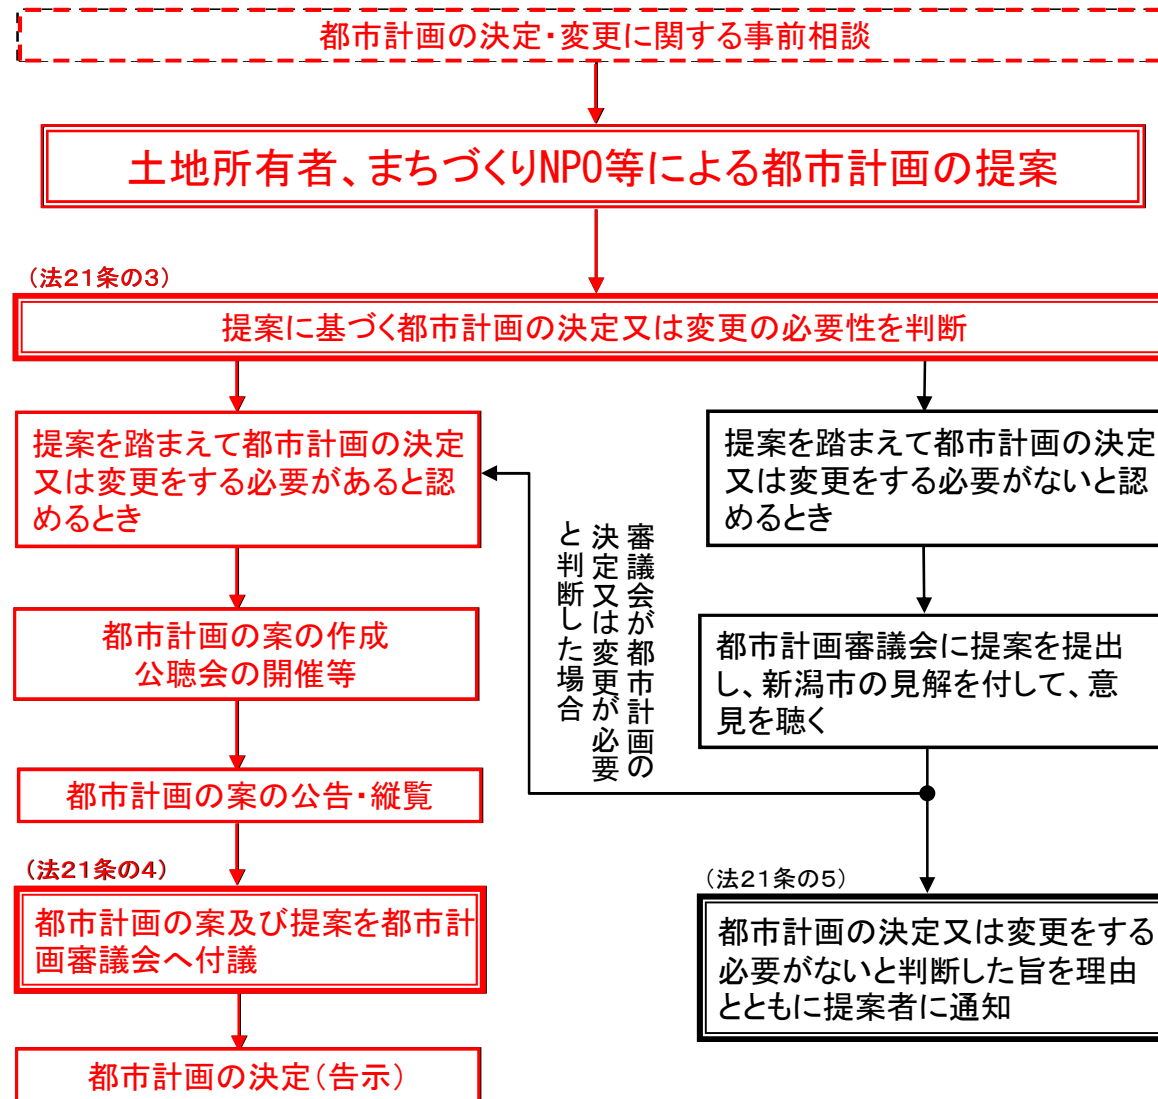 都市計画の決定・変更に関する事前相談
土地所有者、まちづくりNPO等による都市計画の提案
(法21条の3)
提案に基づく都市計画の決定又は変更の必要性を判断
提案を踏まえて都市計画の決定
又は変更をする必要があると認
めるとき
都市計画の案の作成
公聴会の開催等
都市計画の案の公告・縦覧
(法21条の4)
都市計画の案及び提案を都市計
画審議会へ付議
都市計画の決定(告示)
審議会が都市計画の
決定又は変更が必要
と判断した場合
提案を踏まえて都市計画の決定
又は変更をする必要がないと認
めるとき
都市計画審議会に提案を提出
し、新潟市の見解を付して、意
見を聴く
(法21条の5)
都市計画の決定又は変更をする
必要がないと判断した旨を理由
とともに提案者に通知